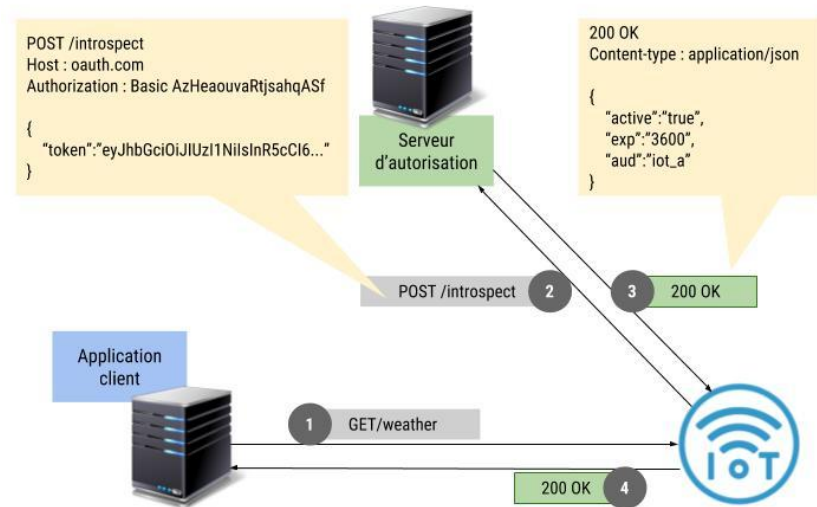 POST /introspect
Host : oauth.com
Authorization : Basic AzHeaouvaRtjsahqASf
{
"token":"eyJhbGciOiJIUzI1NiIsInR5cCI6..."
}
Serveur
d'autorisation
200 OK
Content-type : application/json
{
"active":"true",
"exp":"3600",
"aud":"iot_a"
}
POST /introspect
2
3
200 OK
Application
client
1
GET/weather
IoT
200 OK
4